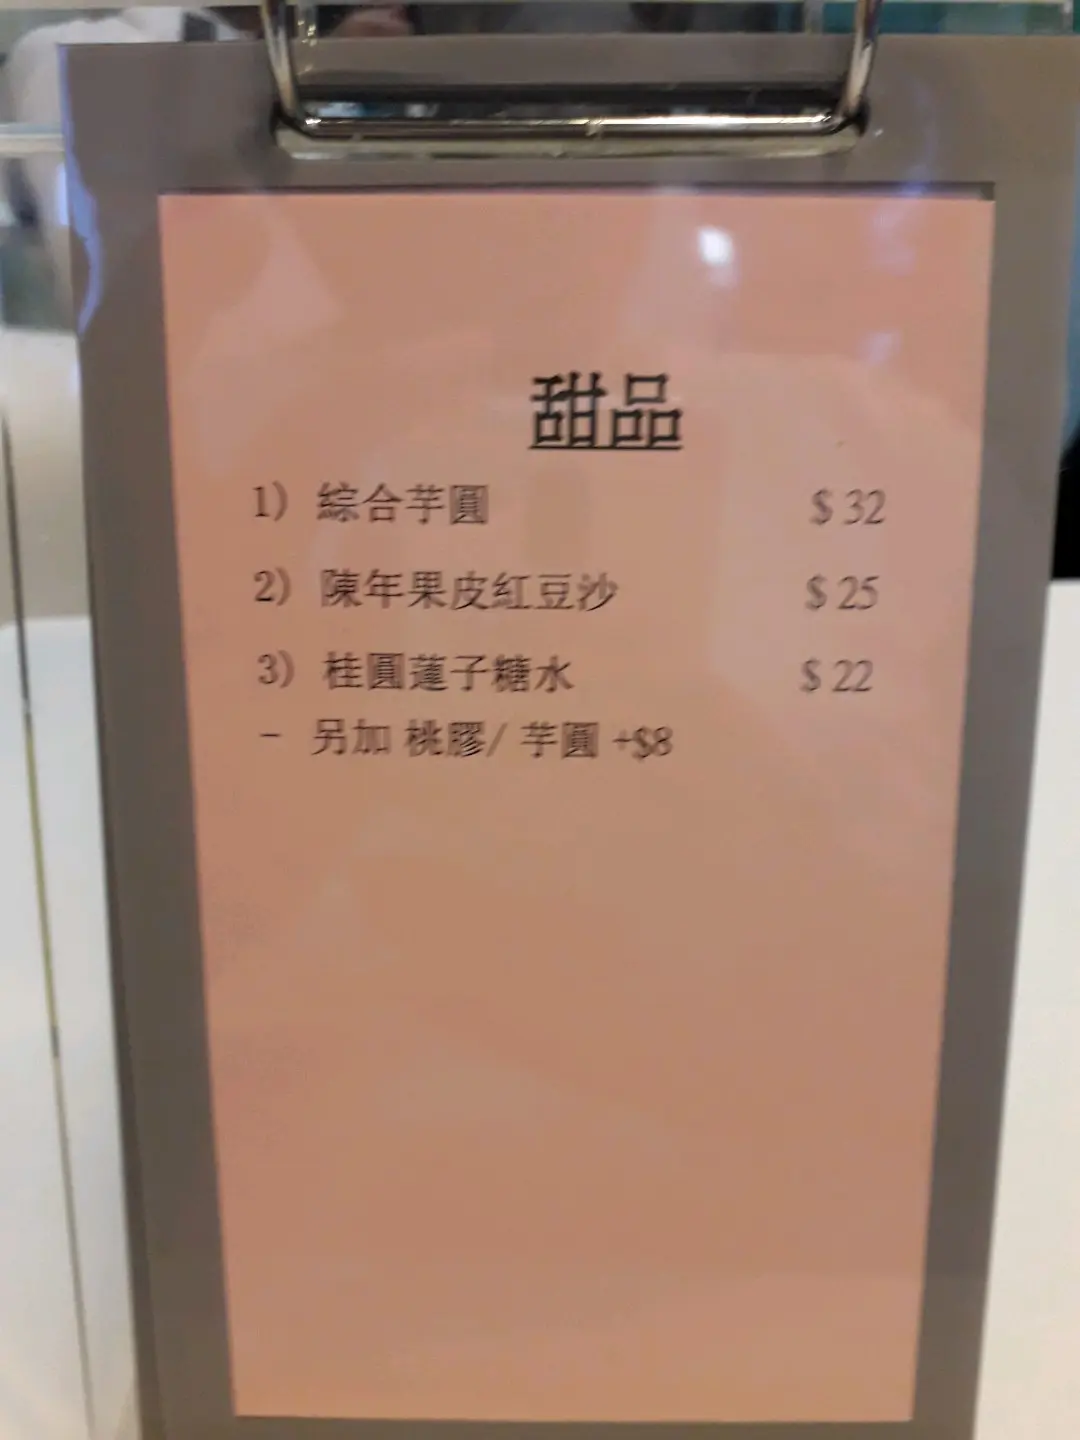 甜品
1) 綜合芋圓 $32
2) 陳年果皮紅豆沙 $25
3) 桂圓蓮子糖水 $22
- 另加 桃膠/ 芋圓 +$8